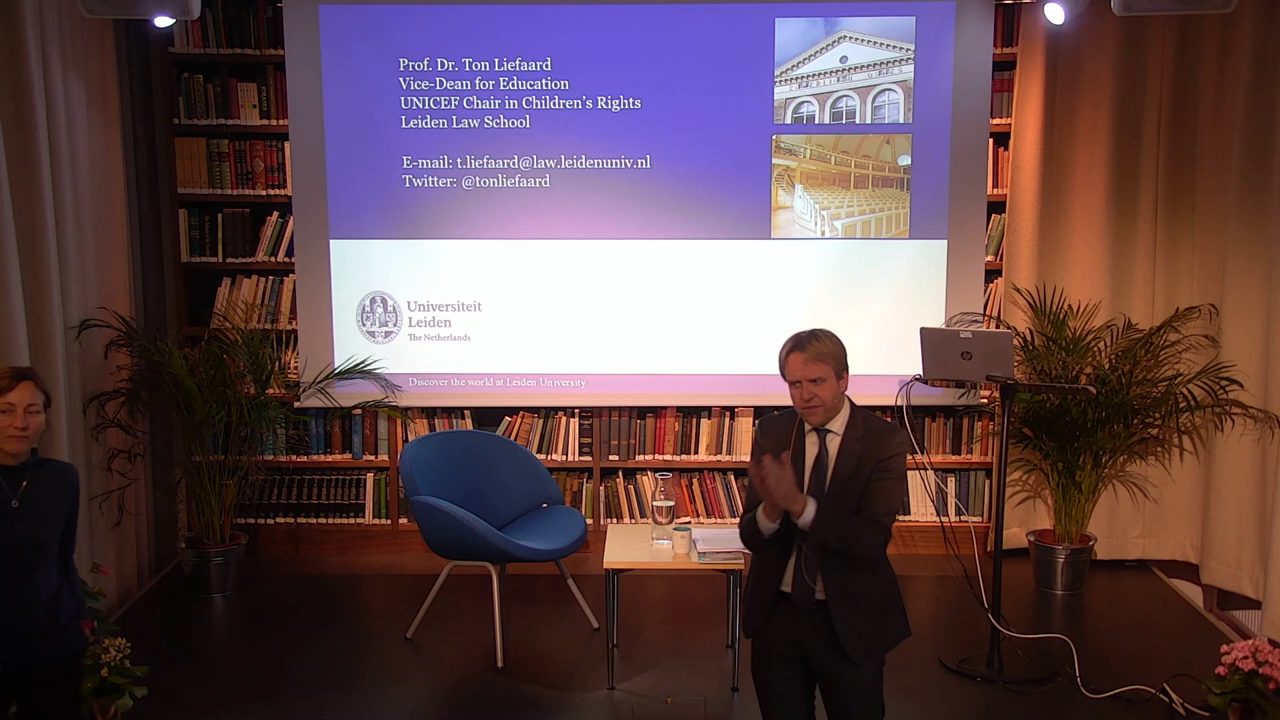 Prof. Dr. Ton Liefaard
Vice-Dean for Education
UNICEF Chair in Children's Rights
Leiden Law School
E-mail: t.liefaard@law.leidenuniv.nl
Twitter: @tonliefaard
Universiteit
Leiden
The Netherlands
Discover the world at Leiden University
hp